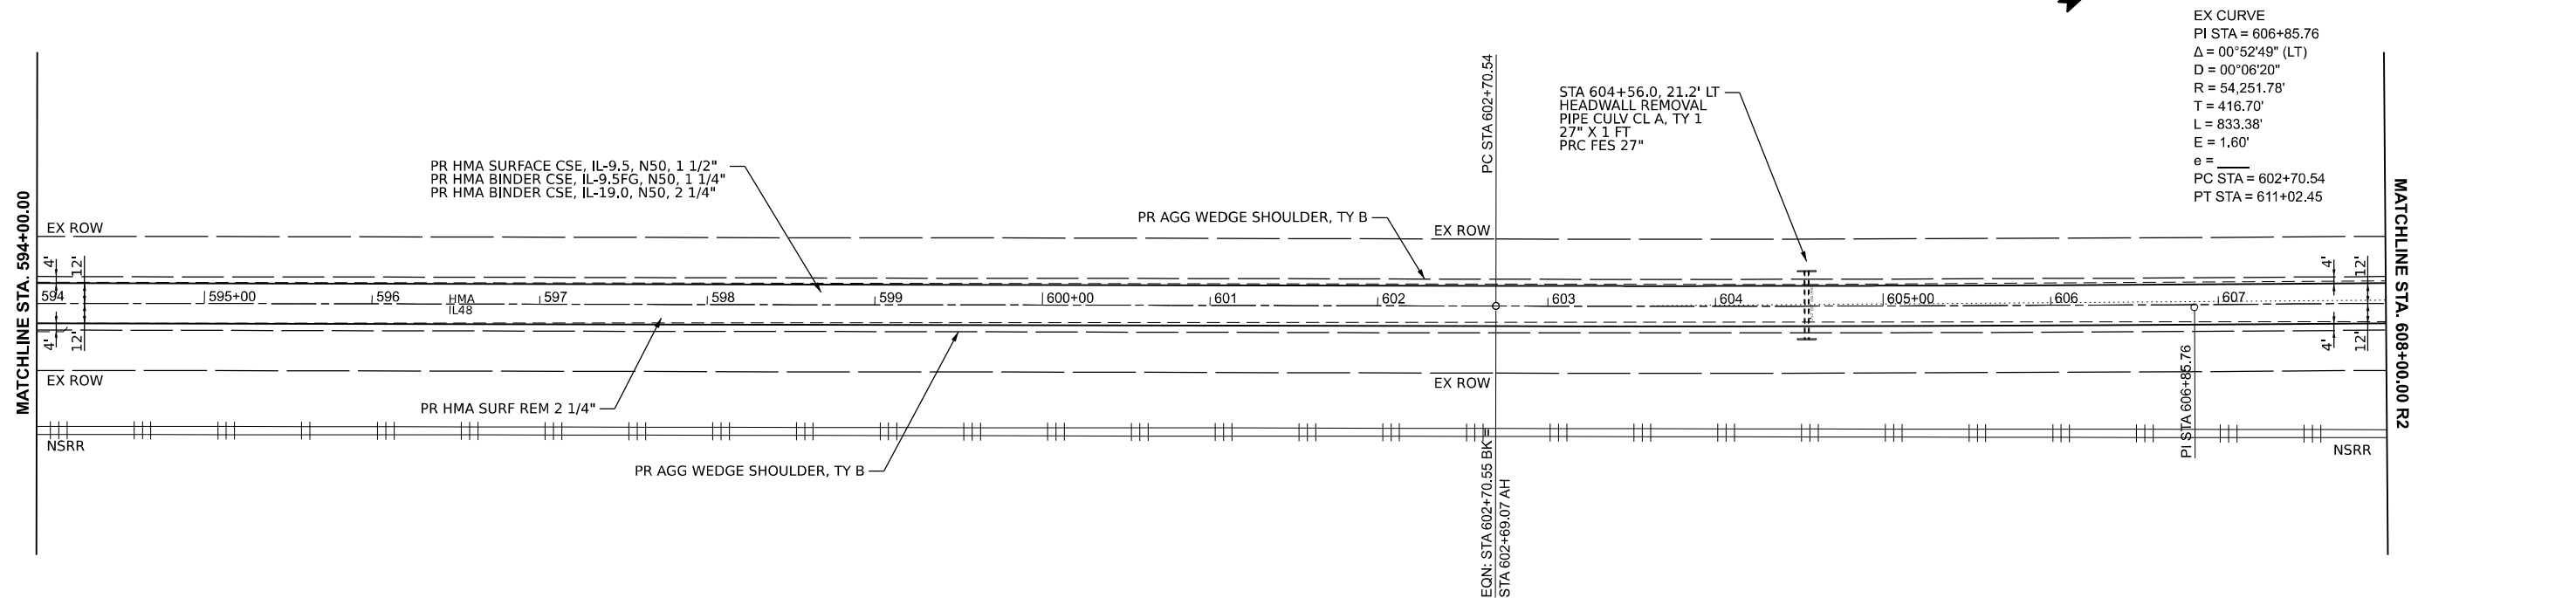 EX CURVE
PI STA = 606+85.76
Δ = 00°52'49" (LT)
D = 00°06'20"
R = 54,251.78'
T = 416.70'
L = 833.38'
E = 1.60'
e = ____
PC STA = 602+70.54
PT STA = 611+02.45
MATCHLINE STA. 594+00.00
PR HMA SURFACE CSE, IL-9.5, N50, 1 1/2"
PR HMA BINDER CSE, IL-9.5FG, N50, 1 1/4"
PR HMA BINDER CSE, IL-19.0, N50, 2 1/4"
PR AGG WEDGE SHOULDER, TY B
PC STA 602+70.54
STA 604+56.0, 21.2' LT
HEADWALL REMOVAL
PIPE CULV CL A, TY 1
27" X 1 FT
PRC FES 27"
MATCHLINE STA. 608+00.00 R2
EX ROW
EX ROW
4'
12'
4'
12'
594
595+00
596
HMA
IL48
597
598
599
600+00
601
602
603
604
605+00
606
607
4'
12'
4'
12'
EX ROW
EX ROW
PR HMA SURF REM 2 1/4"
NSRR
NSRR
PR AGG WEDGE SHOULDER, TY B
EQN: STA 602+70.55 BK =
STA 602+69.07 AH
PI STA 606+85.76